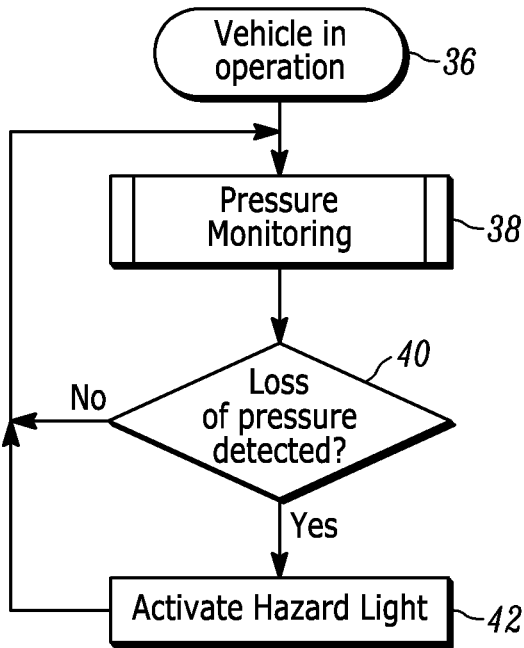 Vehicle in
operation
36
Pressure
Monitoring
38
40
Loss
of pressure
detected?
No
Yes
Activate Hazard Light
42